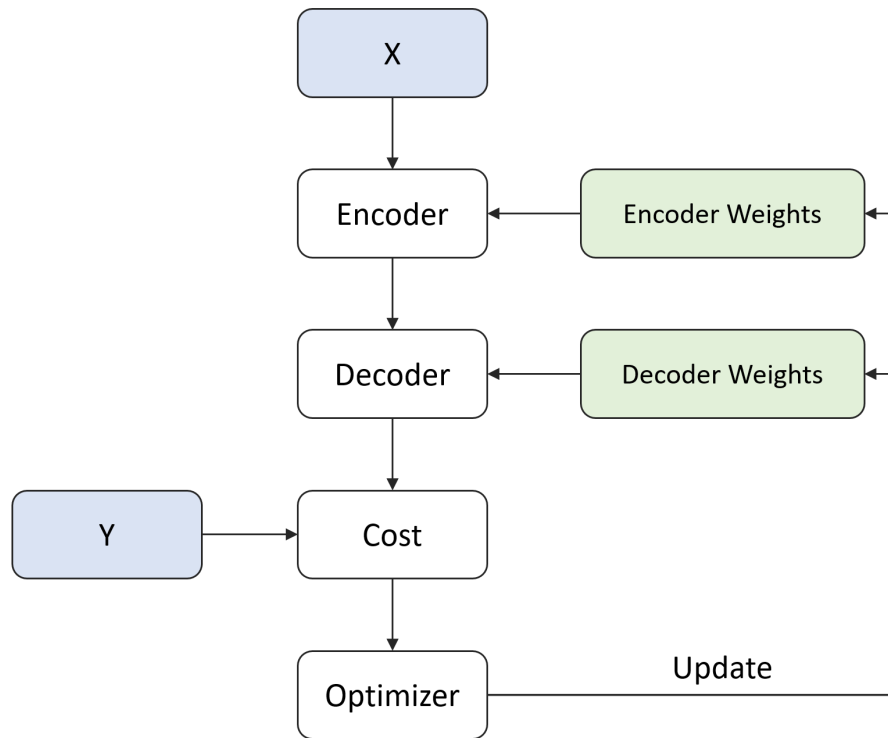 X
Encoder
Encoder Weights
Decoder
Decoder Weights
Y
Cost
Update
Optimizer